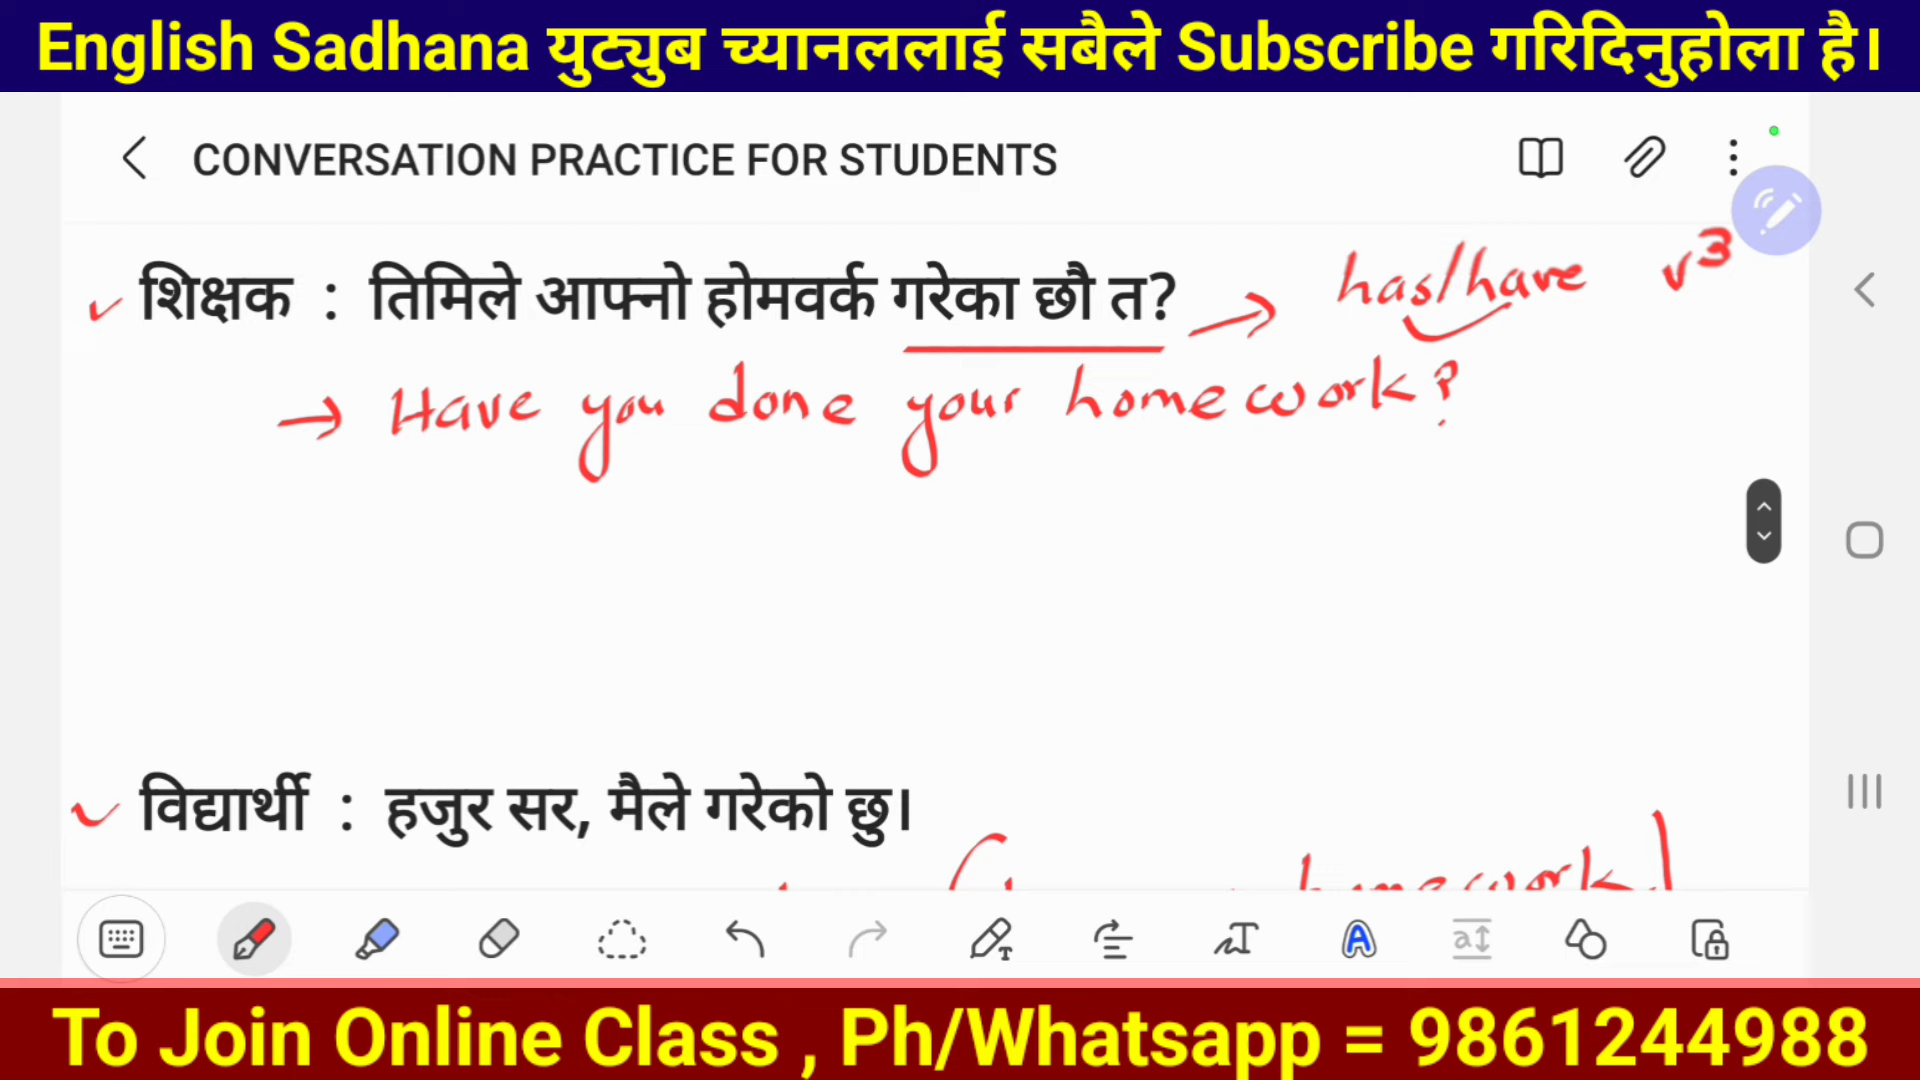 English Sadhana युट्युब च्यानललाई सबैले Subscribe गरिदिनुहोला है।
CONVERSATION PRACTICE FOR STUDENTS
शिक्षक : तिमिले आफ्नो होमवर्क गरेका छौ त? → has/have v3
→ Have you done your homework?
विद्यार्थी : हजुर सर, मैले गरेको छु।
homework)
To Join Online Class , Ph/Whatsapp = 9861244988